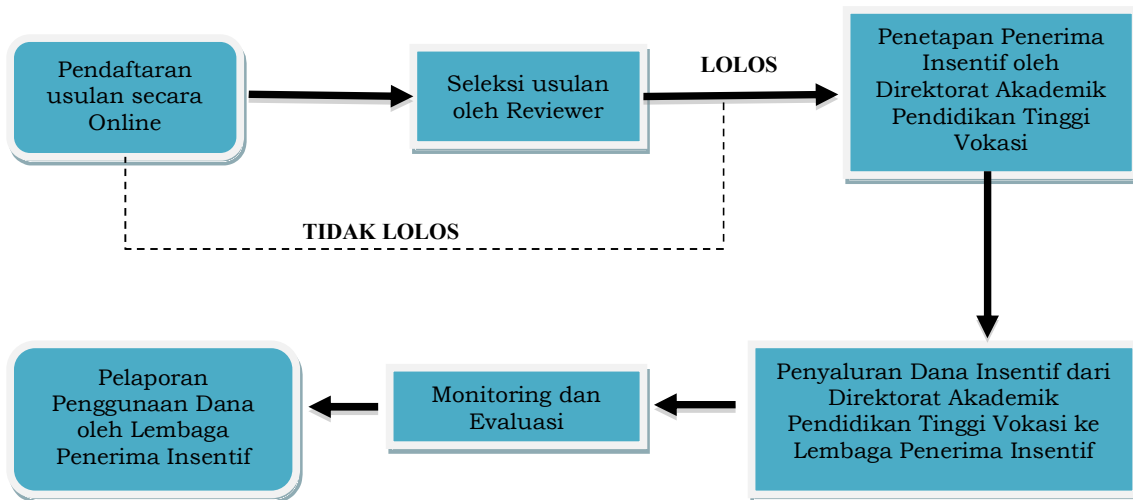 Pendaftaran
usulan secara
Online
Seleksi usulan
oleh Reviewer
LOLOS
Penetapan Penerima
Insentif oleh
Direktorat Akademik
Pendidikan Tinggi
Vokasi
TIDAK LOLOS
Penyaluran Dana Insentif dari
Direktorat Akademik
Pendidikan Tinggi Vokasi ke
Lembaga Penerima Insentif
Monitoring dan
Evaluasi
Pelaporan
Penggunaan Dana
oleh Lembaga
Penerima Insentif